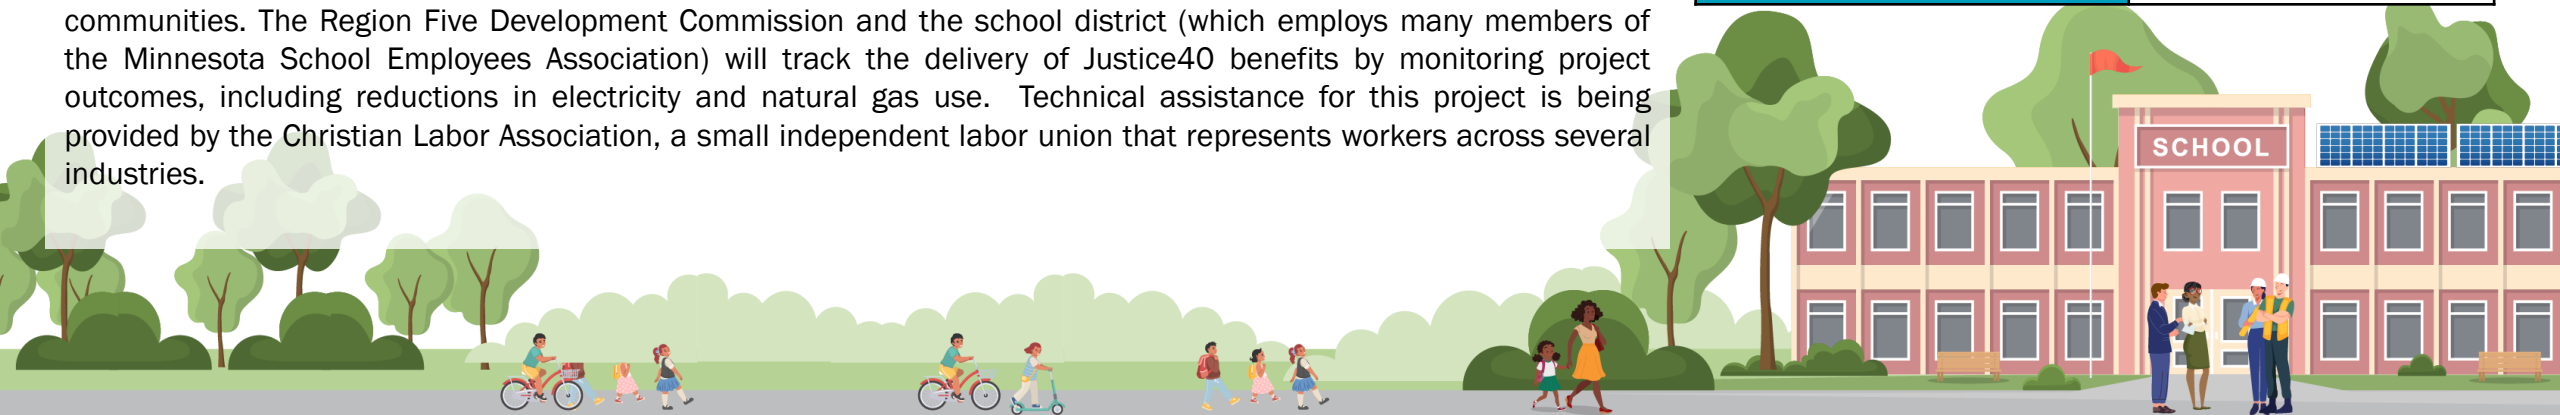 communities. The Region Five Development Commission and the school district (which employs many members of
the Minnesota School Employees Association) will track the delivery of Justice40 benefits by monitoring project
outcomes, including reductions in electricity and natural gas use. Technical assistance for this project is being
provided by the Christian Labor Association, a small independent labor union that represents workers across several
industries.
SCHOOL